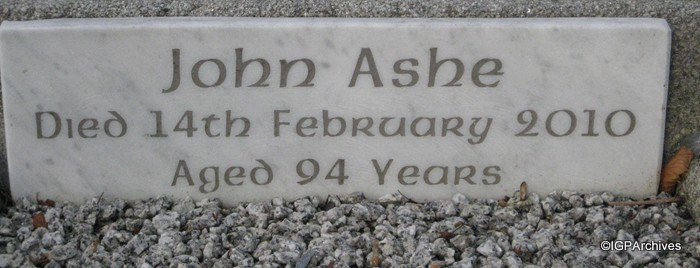 John Ashe
Died 14th February 2010
Aged 94 Years
©IGPArchives